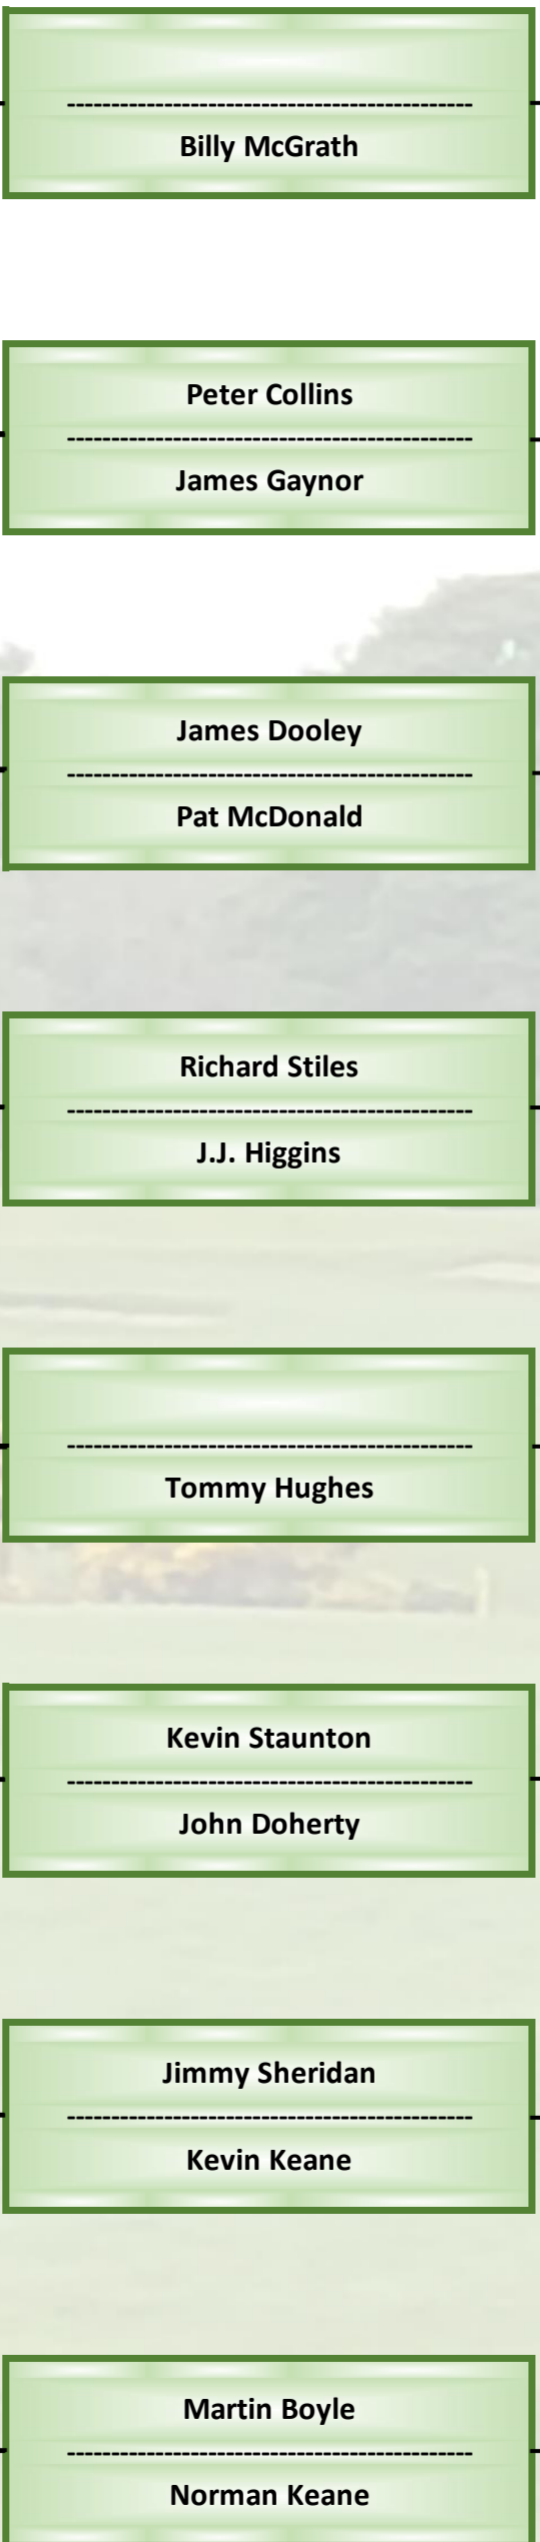 Billy McGrath
Peter Collins
James Gaynor
James Dooley
Pat McDonald
Richard Stiles
J.J. Higgins
Tommy Hughes
Kevin Staunton
John Doherty
Jimmy Sheridan
Kevin Keane
Martin Boyle
Norman Keane